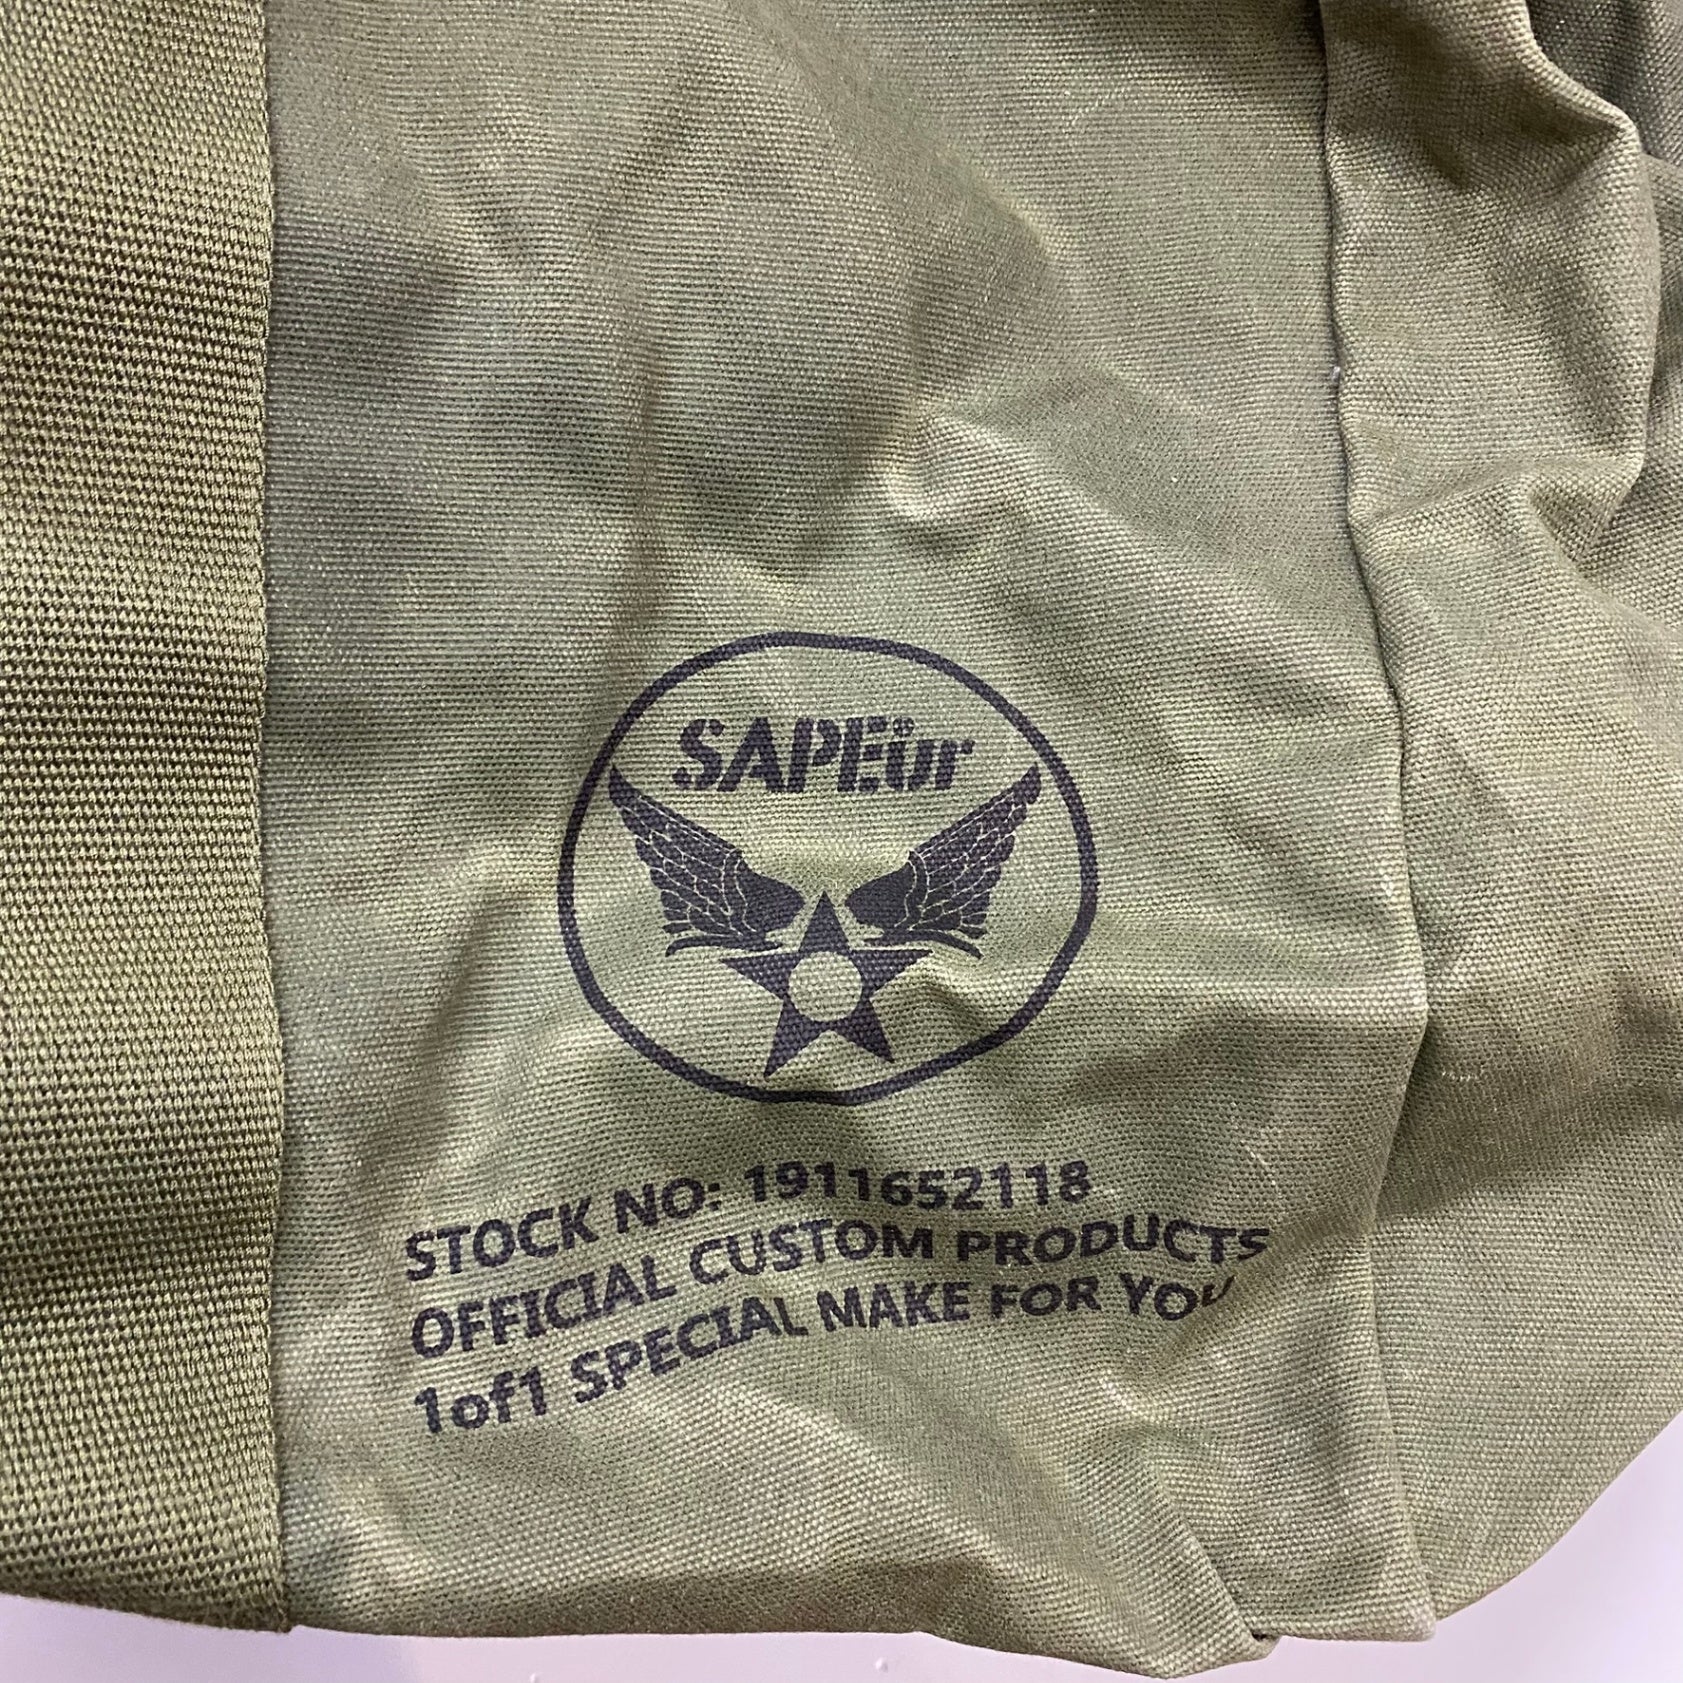 SAPEur
STOCK NO: 1911652118
OFFICIAL CUSTOM PRODUCTS
1of1 SPECIAL MAKE FOR YOU